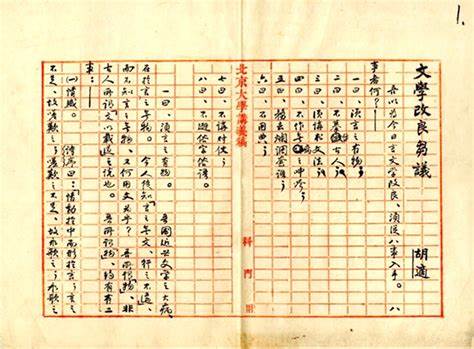 1.
文學改良芻議
胡適
吾以為今日言文學改良,須從八事入手。八
事者何?——
一曰,須言之有物。
二曰,不摹倣古人。
三曰,須講求文法。
四曰,不作無病之呻吟。
五曰,務去爛調套語。
六曰,不用典。
北京大學講義稿
科門
七曰,不講對仗。
八曰,不避俗字俗語。
一曰,須言之有物。 吾國近世文學之大病,
在於言之無物。今人徒知「言之無文,行之不遠」,
而不知言之無物,又何用文為乎? 吾所謂「物」,非
古人所謂「文以載道」之說也。吾所謂物,約有二
事:——
(一)情感。 詩序曰:「情動於中而形於言。言之
不足,故嗟歎之。嗟歎之不足,故永歌之。永歌之